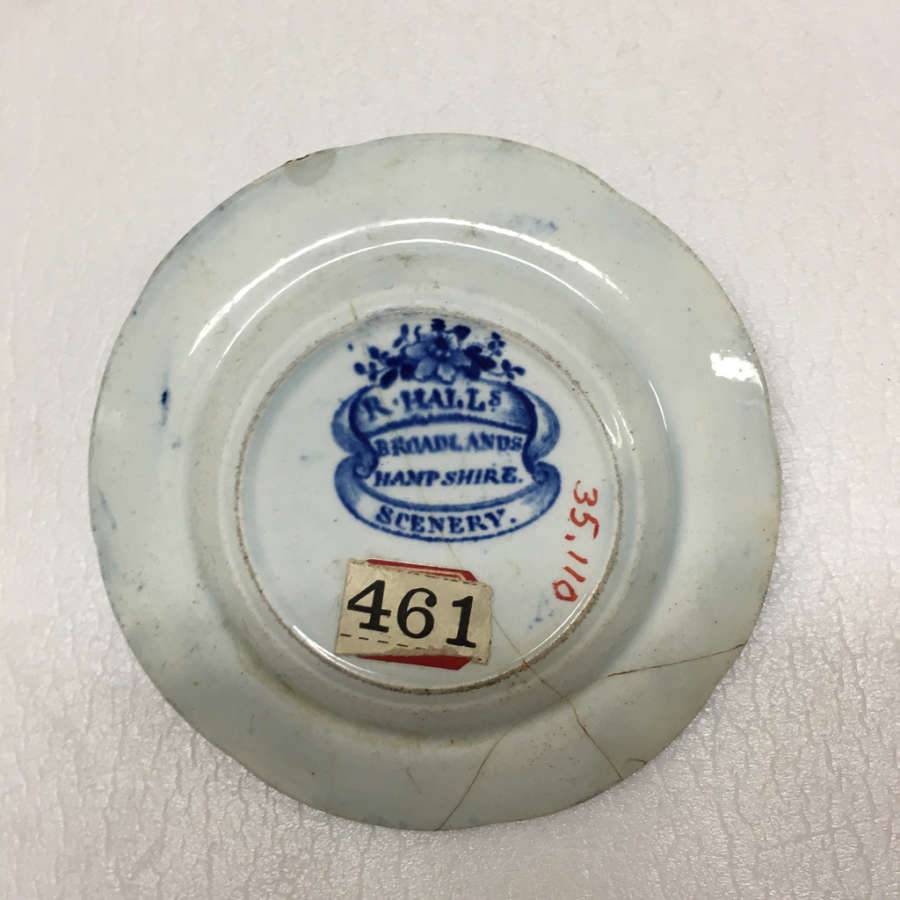 R. HALLS
BROADLANDS
HAMPSHIRE.
SCENERY.
35.110
461